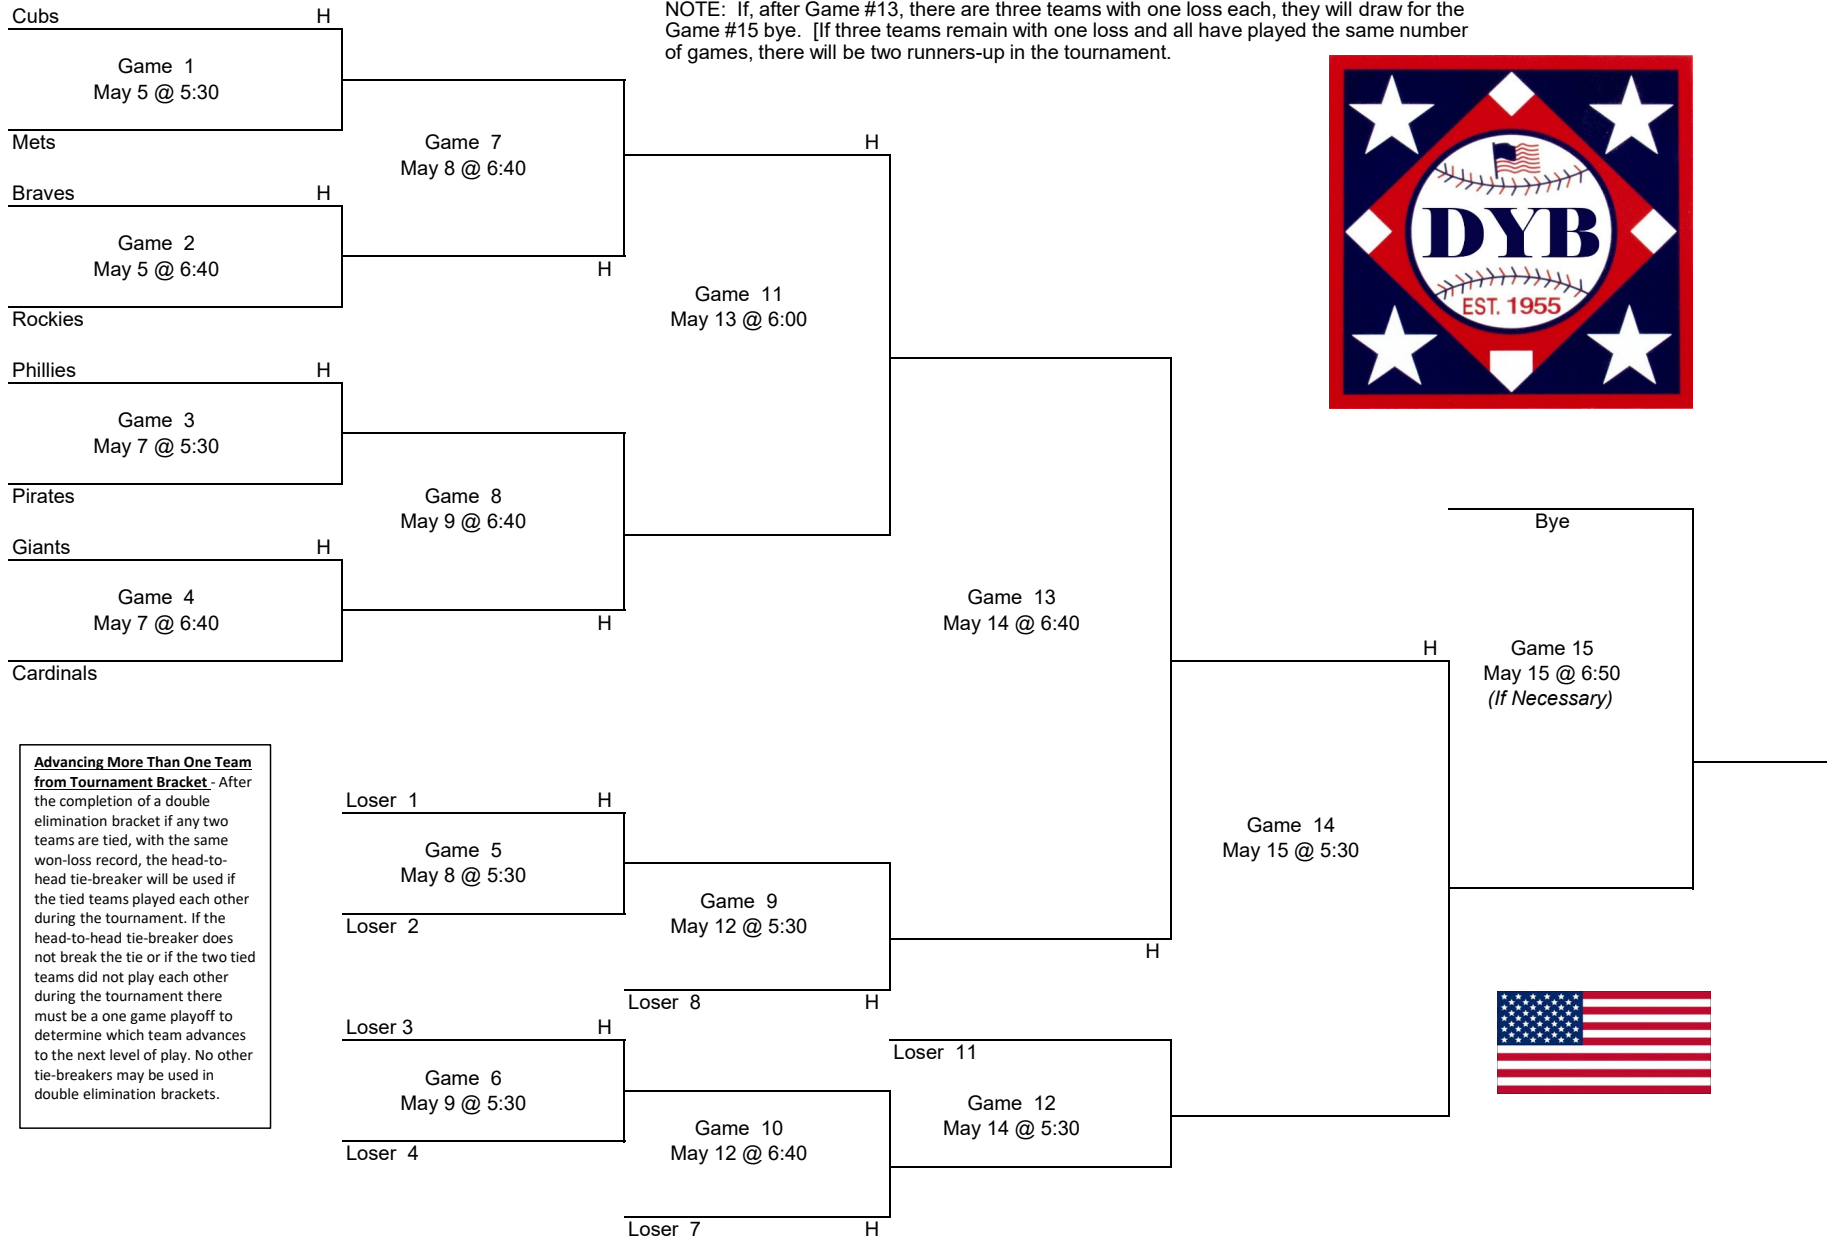 NOTE:  If, after Game #13, there are three teams with one loss each, they will draw for the
Game #15 bye.  [If three teams remain with one loss and all have played the same number
of games, there will be two runners-up in the tournament.
Cubs H
Game 1
May 5 @ 5:30
Mets
Braves H
Game 2
May 5 @ 6:40
Rockies
Phillies H
Game 3
May 7 @ 5:30
Pirates
Giants H
Game 4
May 7 @ 6:40
Cardinals
Game 7
May 8 @ 6:40
H
Game 8
May 9 @ 6:40
H
H
Game 11
May 13 @ 6:00
Game 13
May 14 @ 6:40
H
DYB
EST. 1955
Bye
Game 15
May 15 @ 6:50
(If Necessary)
H
Game 14
May 15 @ 5:30
Advancing More Than One Team
from Tournament Bracket - After
the completion of a double
elimination bracket if any two
teams are tied, with the same
won-loss record, the head-to-
head tie-breaker will be used if
the tied teams played each other
during the tournament. If the
head-to-head tie-breaker does
not break the tie or if the two tied
teams did not play each other
during the tournament there
must be a one game playoff to
determine which team advances
to the next level of play. No other
tie-breakers may be used in
double elimination brackets.
Loser 1 H
Game 5
May 8 @ 5:30
Loser 2
Game 9
May 12 @ 5:30
Loser 8 H
Loser 3 H
Game 6
May 9 @ 5:30
Loser 4
Game 10
May 12 @ 6:40
Loser 7 H
Loser 11
Game 12
May 14 @ 5:30